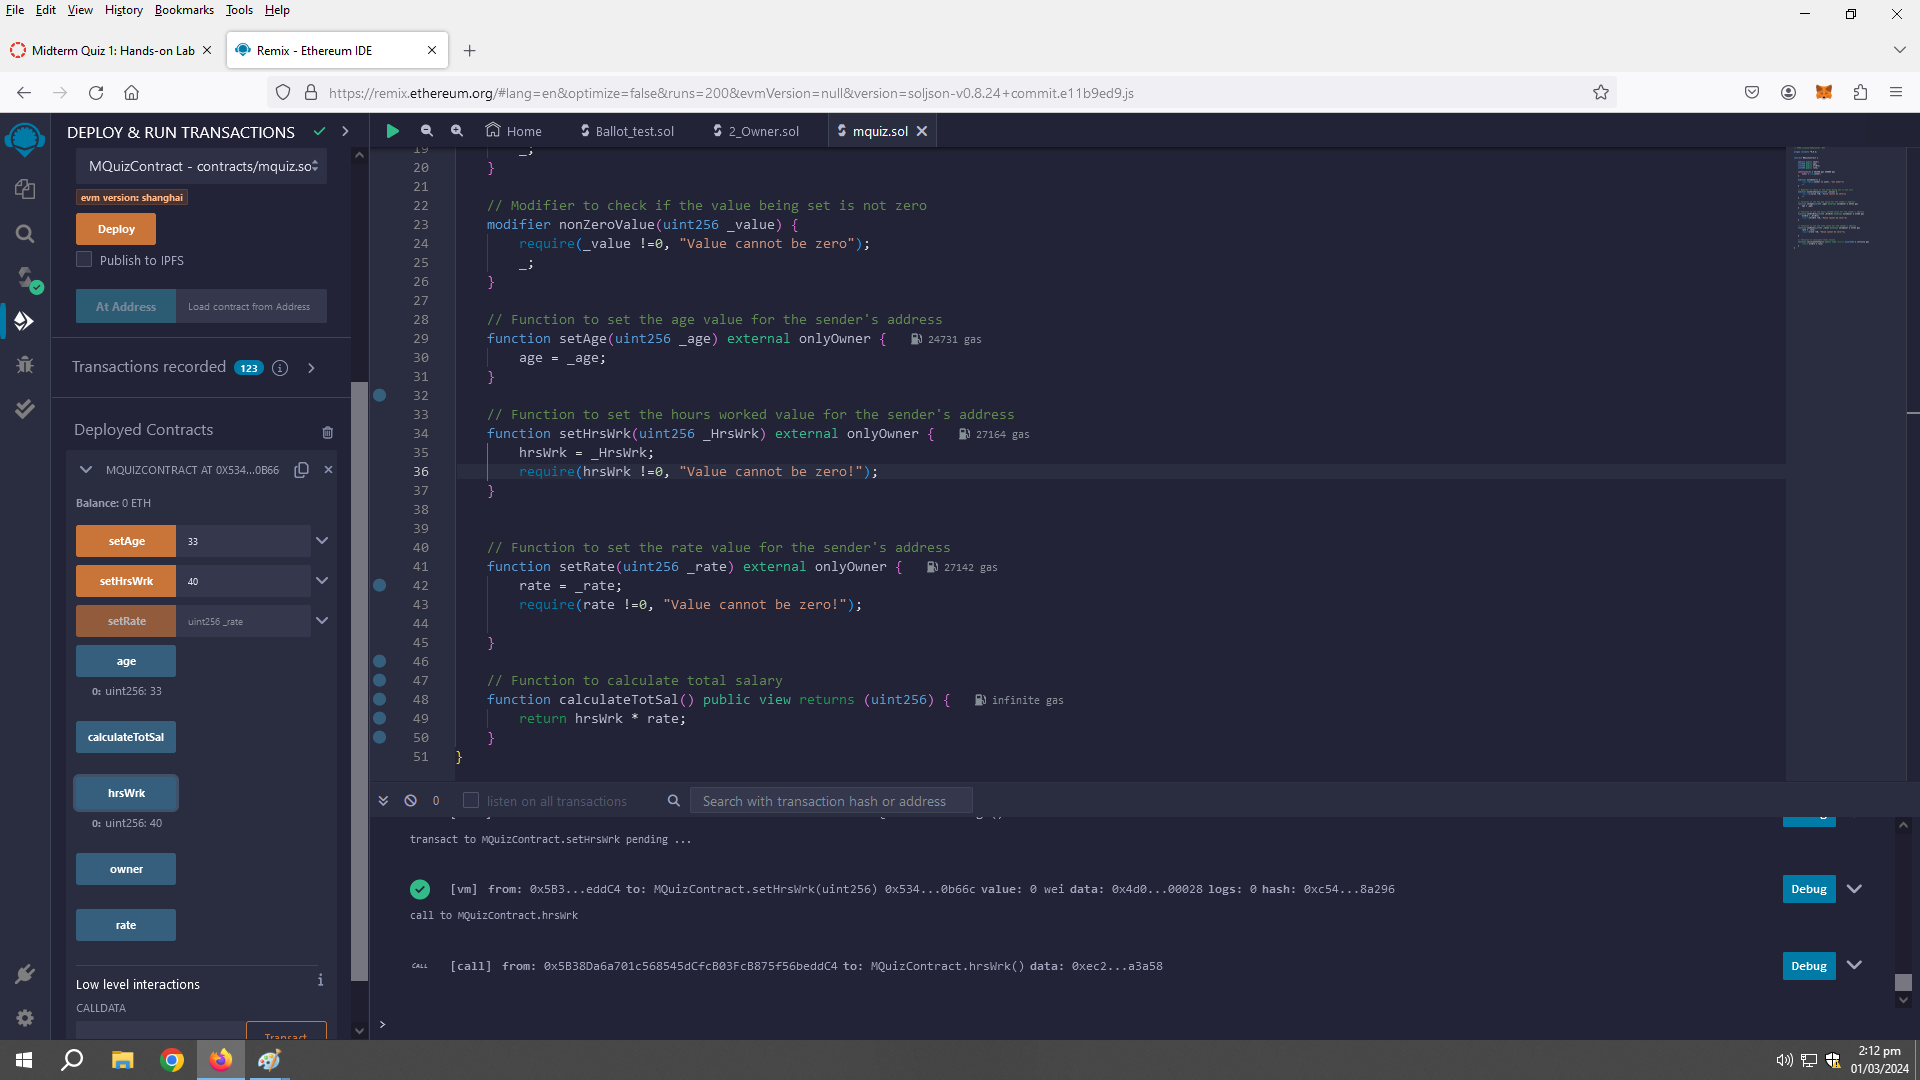 File Edit View History Bookmarks Tools Help
Midterm Quiz 1: Hands-on Lab
Remix - Ethereum IDE
https://remix.ethereum.org/#lang=en&optimize=false&runs=200&evmVersion=null&version=soljson-v0.8.24+commit.e11b9ed9.js
DEPLOY & RUN TRANSACTIONS
MQuizContract - contracts/mquiz.so
evm version: shanghai
Deploy
Publish to IPFS
At Address Load contract from Address
Transactions recorded 123 i
Deployed Contracts
MQUIZCONTRACT AT 0X534...0B66
Balance: 0 ETH
setAge 33
setHrsWrk 40
setRate uint256 _rate
age
0: uint256: 33
calculateTotSal
hrsWrk
0: uint256: 40
owner
rate
Low level interactions i
CALLDATA
Transact
Home Ballot_test.sol 2_Owner.sol mquiz.sol
19 _;
20 }
21
22 // Modifier to check if the value being set is not zero
23 modifier nonZeroValue(uint256 _value) {
24 require(_value !=0, "Value cannot be zero");
25 _;
26 }
27
28 // Function to set the age value for the sender's address
29 function setAge(uint256 _age) external onlyOwner { 24731 gas
30 age = _age;
31 }
32
33 // Function to set the hours worked value for the sender's address
34 function setHrsWrk(uint256 _HrsWrk) external onlyOwner { 27164 gas
35 hrsWrk = _HrsWrk;
36 require(hrsWrk !=0, "Value cannot be zero!");
37 }
38
39
40 // Function to set the rate value for the sender's address
41 function setRate(uint256 _rate) external onlyOwner { 27142 gas
42 rate = _rate;
43 require(rate !=0, "Value cannot be zero!");
44
45 }
46
47 // Function to calculate total salary
48 function calculateTotSal() public view returns (uint256) { infinite gas
49 return hrsWrk * rate;
50 }
51 }
0 listen on all transactions Search with transaction hash or address
transact to MQuizContract.setHrsWrk pending ...
[vm] from: 0x5B3...eddC4 to: MQuizContract.setHrsWrk(uint256) 0x534...0b66c value: 0 wei data: 0x4d0...00028 logs: 0 hash: 0xc54...8a296 Debug
call to MQuizContract.hrsWrk
CALL [call] from: 0x5B38Da6a701c568545dCfcB03FcB875f56beddC4 to: MQuizContract.hrsWrk() data: 0xec2...a3a58 Debug
>
2:12 pm
01/03/2024